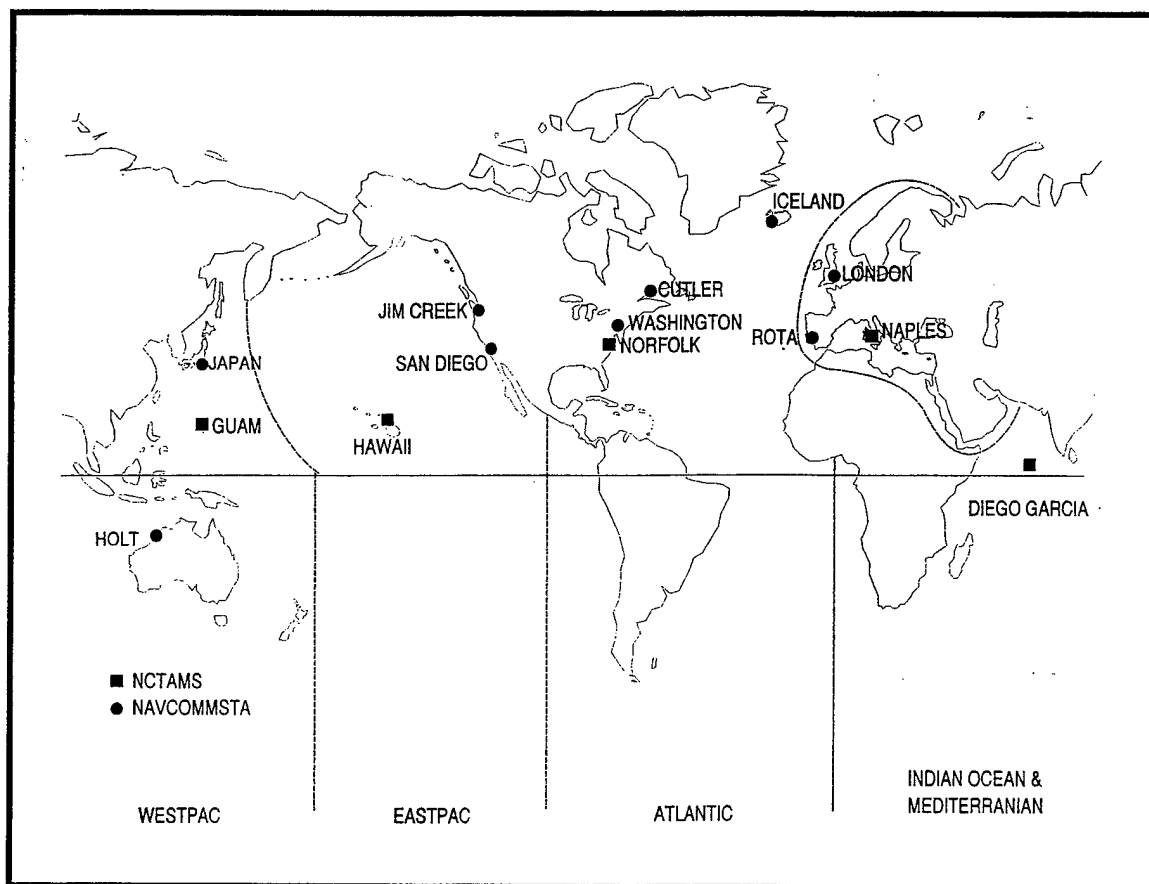 ICELAND
LONDON
CUTLER
JIM CREEK
WASHINGTON
ROTA
NAPLES
NORFOLK
SAN DIEGO
JAPAN
GUAM
HAWAII
DIEGO GARCIA
HOLT
NCTAMS
NAVCOMMSTA
WESTPAC
EASTPAC
ATLANTIC
INDIAN OCEAN &
MEDITERRANIAN